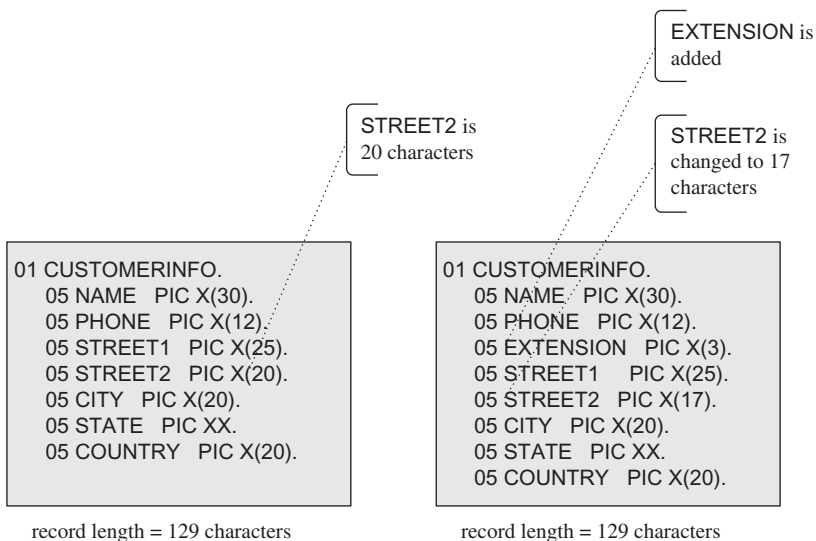 EXTENSION is
added
STREET2 is
20 characters
STREET2 is
changed to 17
characters
01 CUSTOMERINFO.
05 NAME PIC X(30).
05 PHONE PIC X(12).
05 STREET1 PIC X(25).
05 STREET2 PIC X(20).
05 CITY PIC X(20).
05 STATE PIC XX.
05 COUNTRY PIC X(20).
record length = 129 characters
01 CUSTOMERINFO.
05 NAME PIC X(30).
05 PHONE PIC X(12).
05 EXTENSION PIC X(3).
05 STREET1 PIC X(25).
05 STREET2 PIC X(17).
05 CITY PIC X(20).
05 STATE PIC XX.
05 COUNTRY PIC X(20).
record length = 129 characters